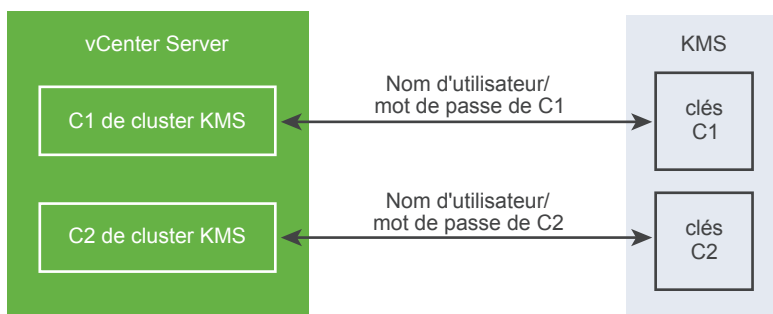 vCenter Server
KMS
C1 de cluster KMS
Nom d'utilisateur/
mot de passe de C1
clés
C1
C2 de cluster KMS
Nom d'utilisateur/
mot de passe de C2
clés
C2